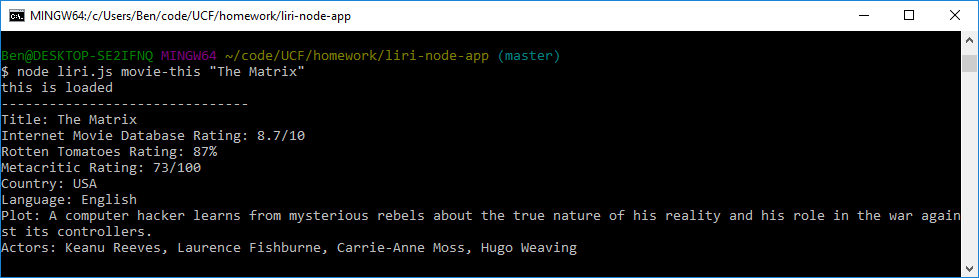 MINGW64:/c/Users/Ben/code/UCF/homework/liri-node-app
Ben@DESKTOP-SE2IFNQ MINGW64 ~/code/UCF/homework/liri-node-app (master)
$ node liri.js movie-this "The Matrix"
this is loaded
-------------------------------
Title: The Matrix
Internet Movie Database Rating: 8.7/10
Rotten Tomatoes Rating: 87%
Metacritic Rating: 73/100
Country: USA
Language: English
Plot: A computer hacker learns from mysterious rebels about the true nature of his reality and his role in the war again
st its controllers.
Actors: Keanu Reeves, Laurence Fishburne, Carrie-Anne Moss, Hugo Weaving